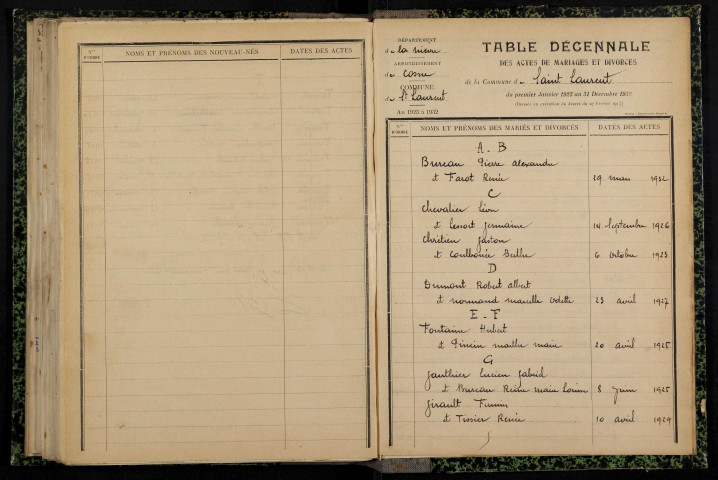 Nos D'ORDRE
NOMS ET PRÉNOMS DES NOUVEAU-NÉS
DATES DES ACTES
DÉPARTEMENT
de la Nièvre
ARRONDISSEMENT
de Cosne
COMMUNE
de St Laurent
An 1923 à 1932
TABLE DÉCENNALE
DES ACTES DE MARIAGES ET DIVORCES
de la Commune de Saint Laurent
du premier Janvier 1923 au 31 Décembre 1932
Nos D'ORDRE
NOMS ET PRÉNOMS DES MARIÉS ET DIVORCÉS
DATES DES ACTES
A - B
Bureau Pierre Alexandre
et Farot Renée 29 mars 1932
C
Chevalier Léon
et Lessort Germaine 14 Septembre 1926
Chrétien Gaston
et Berthe 6 Octobre 1923
D
Dumont Robert Albert
et Normand Marcelle Odette 23 avril 1927
E - F
Fontaine Hubert
et 20 avril 1925
G
Gauthier Lucien Gabriel
et Bureau Reine Marie Louise 8 Juin 1925
Girault Firmin
et Tissier Renée 10 avril 1929